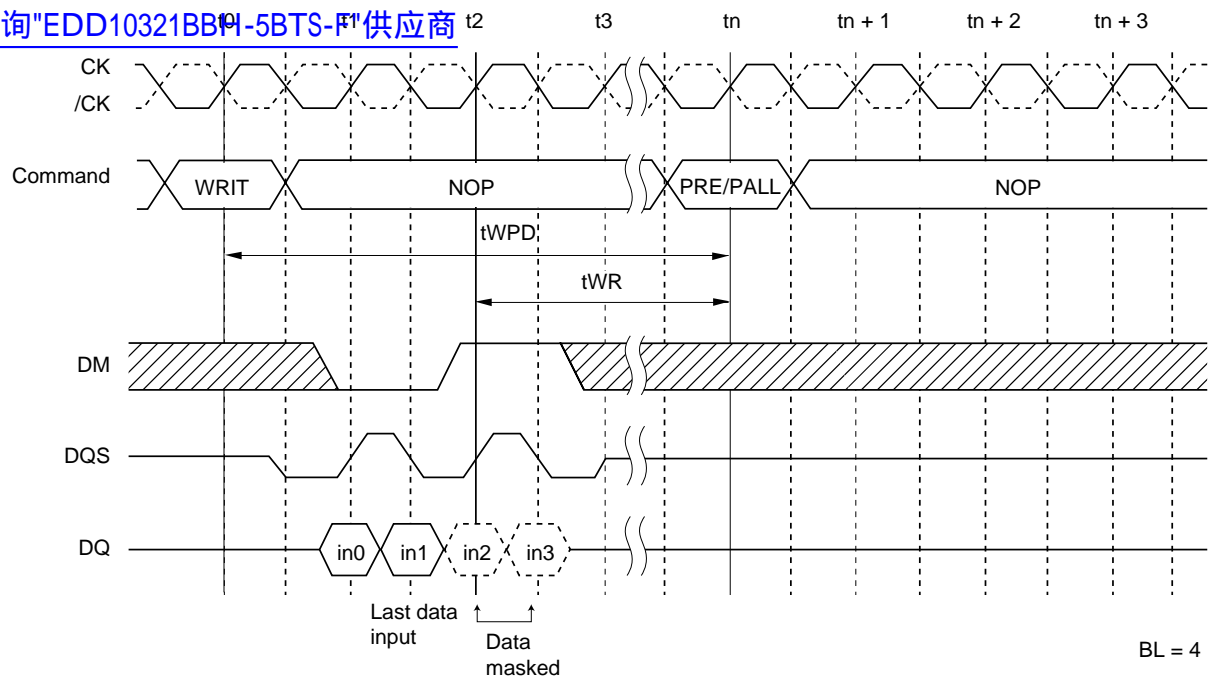 询"EDD10321BBH-5BTS-F"供应商
t0 t1 t2 t3 tn tn + 1 tn + 2 tn + 3
CK
/CK
Command
WRIT NOP PRE/PALL NOP
tWPD
tWR
DM
DQS
DQ
in0 in1 in2 in3
Last data
input
Data
masked
BL = 4